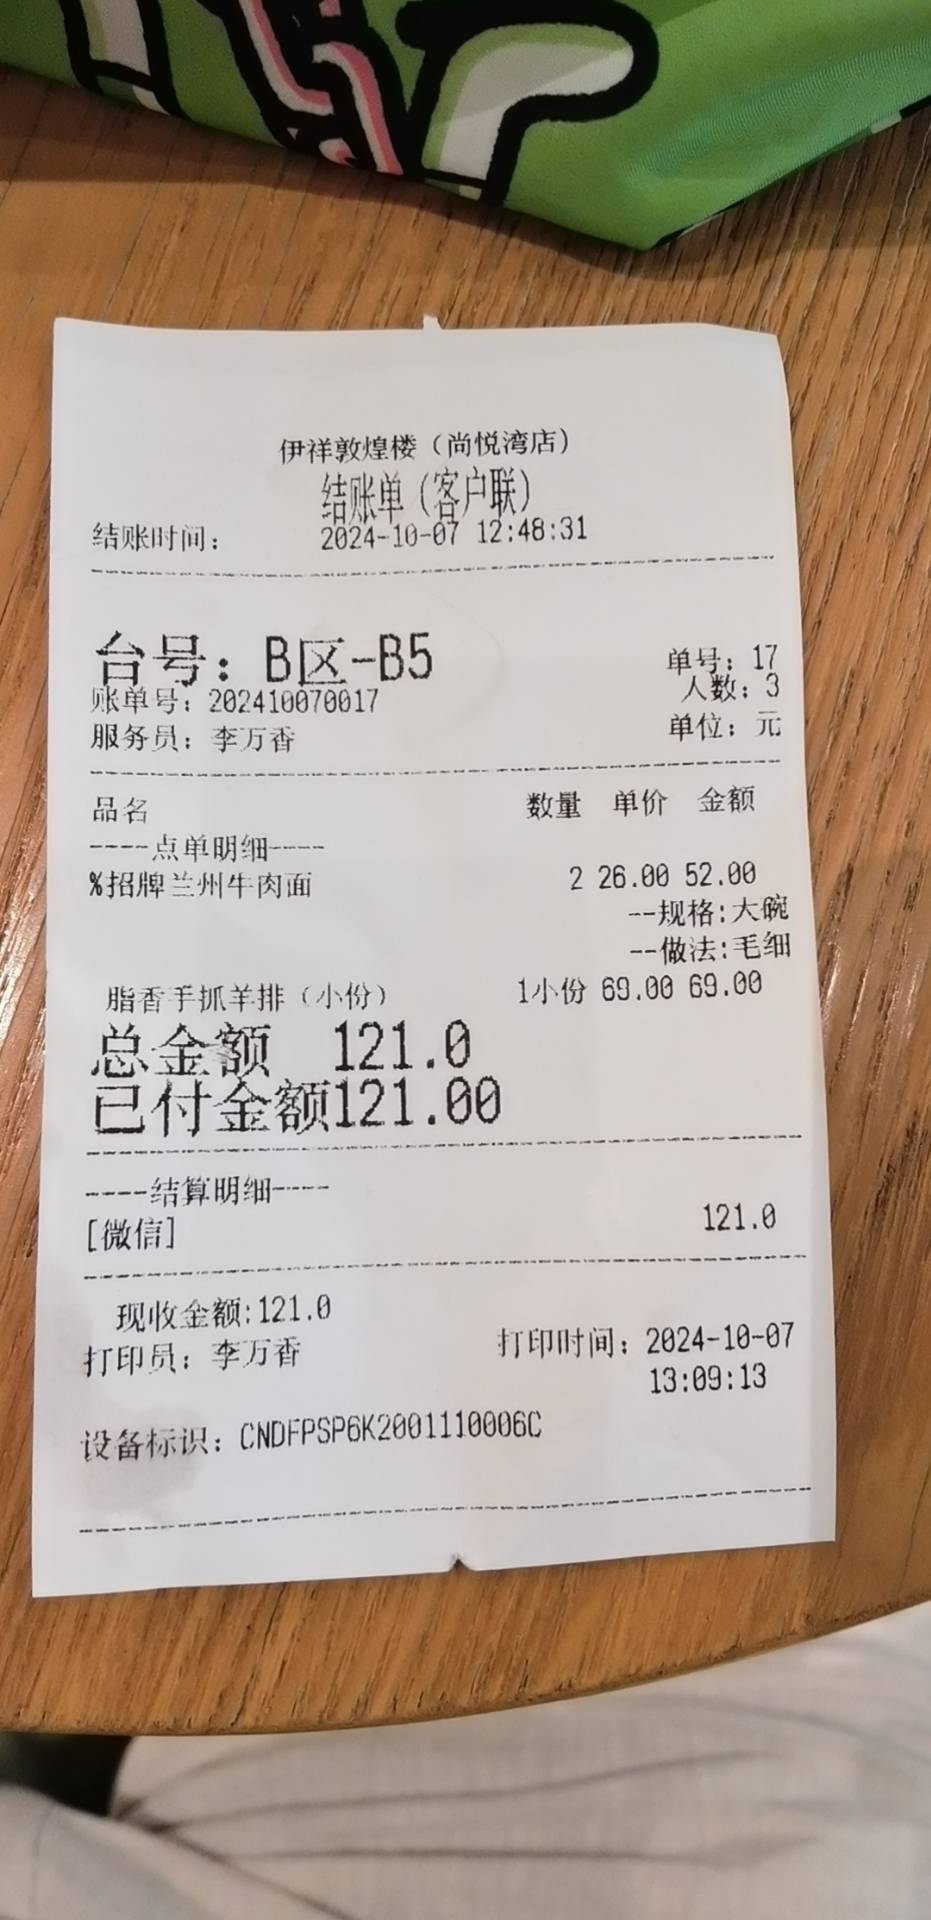 伊祥敦煌楼（尚悦湾店）
结账单（客户联）
结账时间： 2024-10-07 12:48:31
台号：B区-B5
单号：17
账单号：202410070017
人数：3
服务员：李万香
单位：元
品名 数量 单价 金额
----点单明细----
%招牌兰州牛肉面 2 26.00 52.00
--规格:大碗
--做法:毛细
脂香手抓羊排（小份） 1小份 69.00 69.00
总金额 121.0
已付金额121.00
----结算明细----
[微信] 121.0
现收金额:121.0
打印员：李万香 打印时间：2024-10-07
13:09:13
设备标识：CNDFPSP6K2001110006C